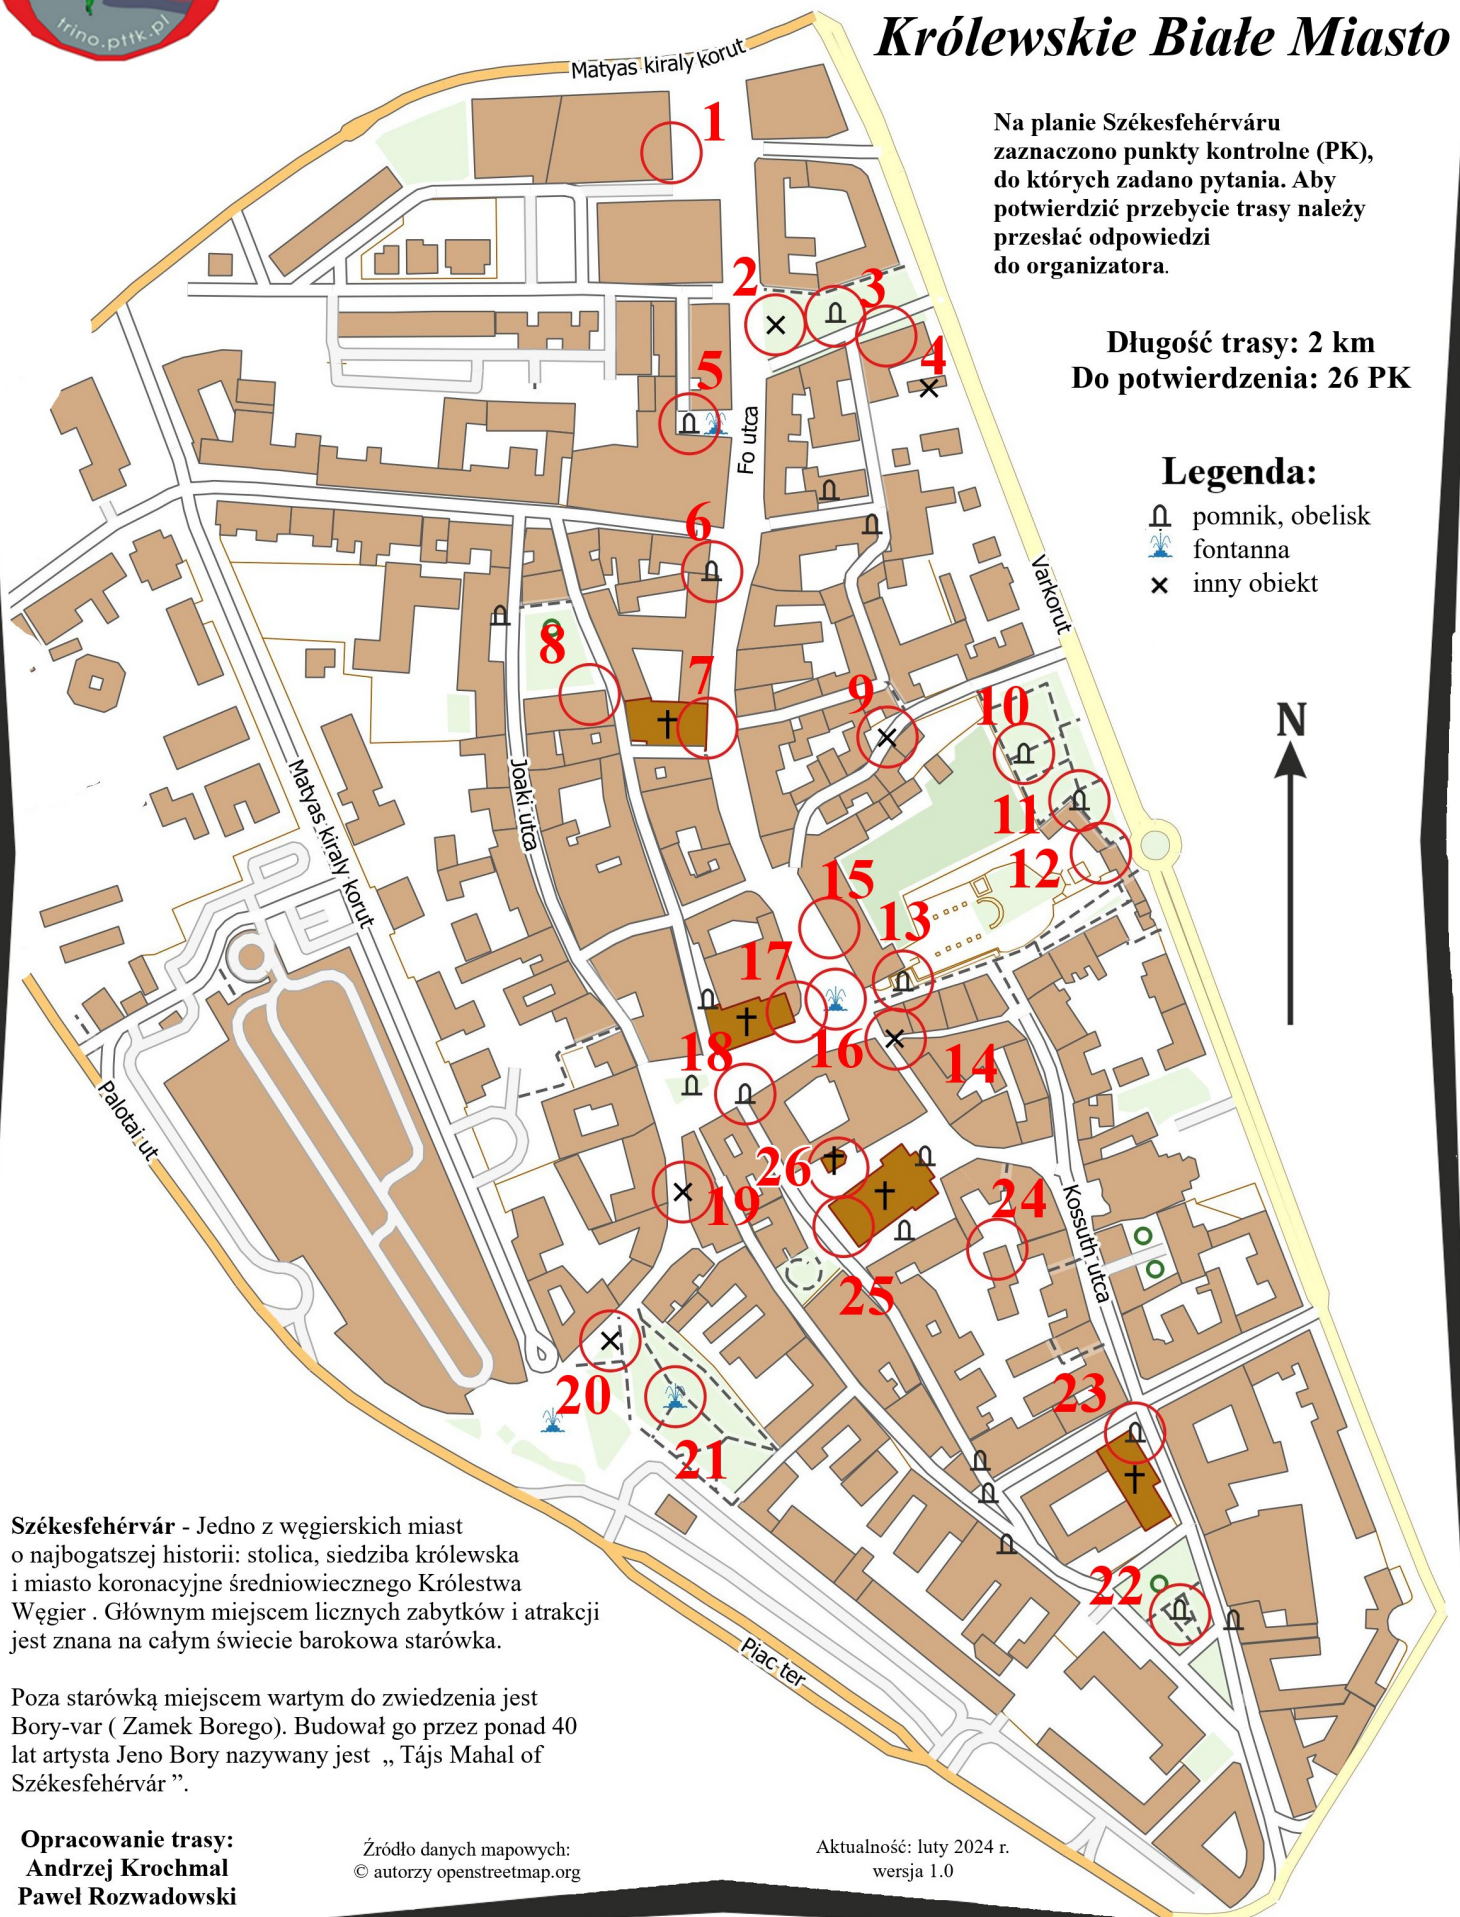 trino.pttk.pl
Królewskie Białe Miasto
Matyas kiraly korut
Na planie Székesfehérváru
zaznaczono punkty kontrolne (PK),
do których zadano pytania. Aby
potwierdzić przebycie trasy należy
przesłać odpowiedzi
do organizatora.
Długość trasy: 2 km
Do potwierdzenia: 26 PK
Legenda:
pomnik, obelisk
fontanna
inny obiekt
1
2
3
4
5
Fo utca
6
Varkorut
8
7
9
10
N
Joaki utca
Matyas kiraly korut
11
12
15
13
17
16
14
18
Palotai ut
26
19
24
Kossuth utca
25
20
23
21
22
Piac ter
Székesfehérvár - Jedno z węgierskich miast
o najbogatszej historii: stolica, siedziba królewska
i miasto koronacyjne średniowiecznego Królestwa
Węgier . Głównym miejscem licznych zabytków i atrakcji
jest znana na całym świecie barokowa starówka.
Poza starówką miejscem wartym do zwiedzenia jest
Bory-var ( Zamek Borego). Budował go przez ponad 40
lat artysta Jeno Bory nazywany jest „ Tájs Mahal of
Székesfehérvár ”.
Opracowanie trasy:
Andrzej Krochmal
Paweł Rozwadowski
Źródło danych mapowych:
© autorzy openstreetmap.org
Aktualność: luty 2024 r.
wersja 1.0